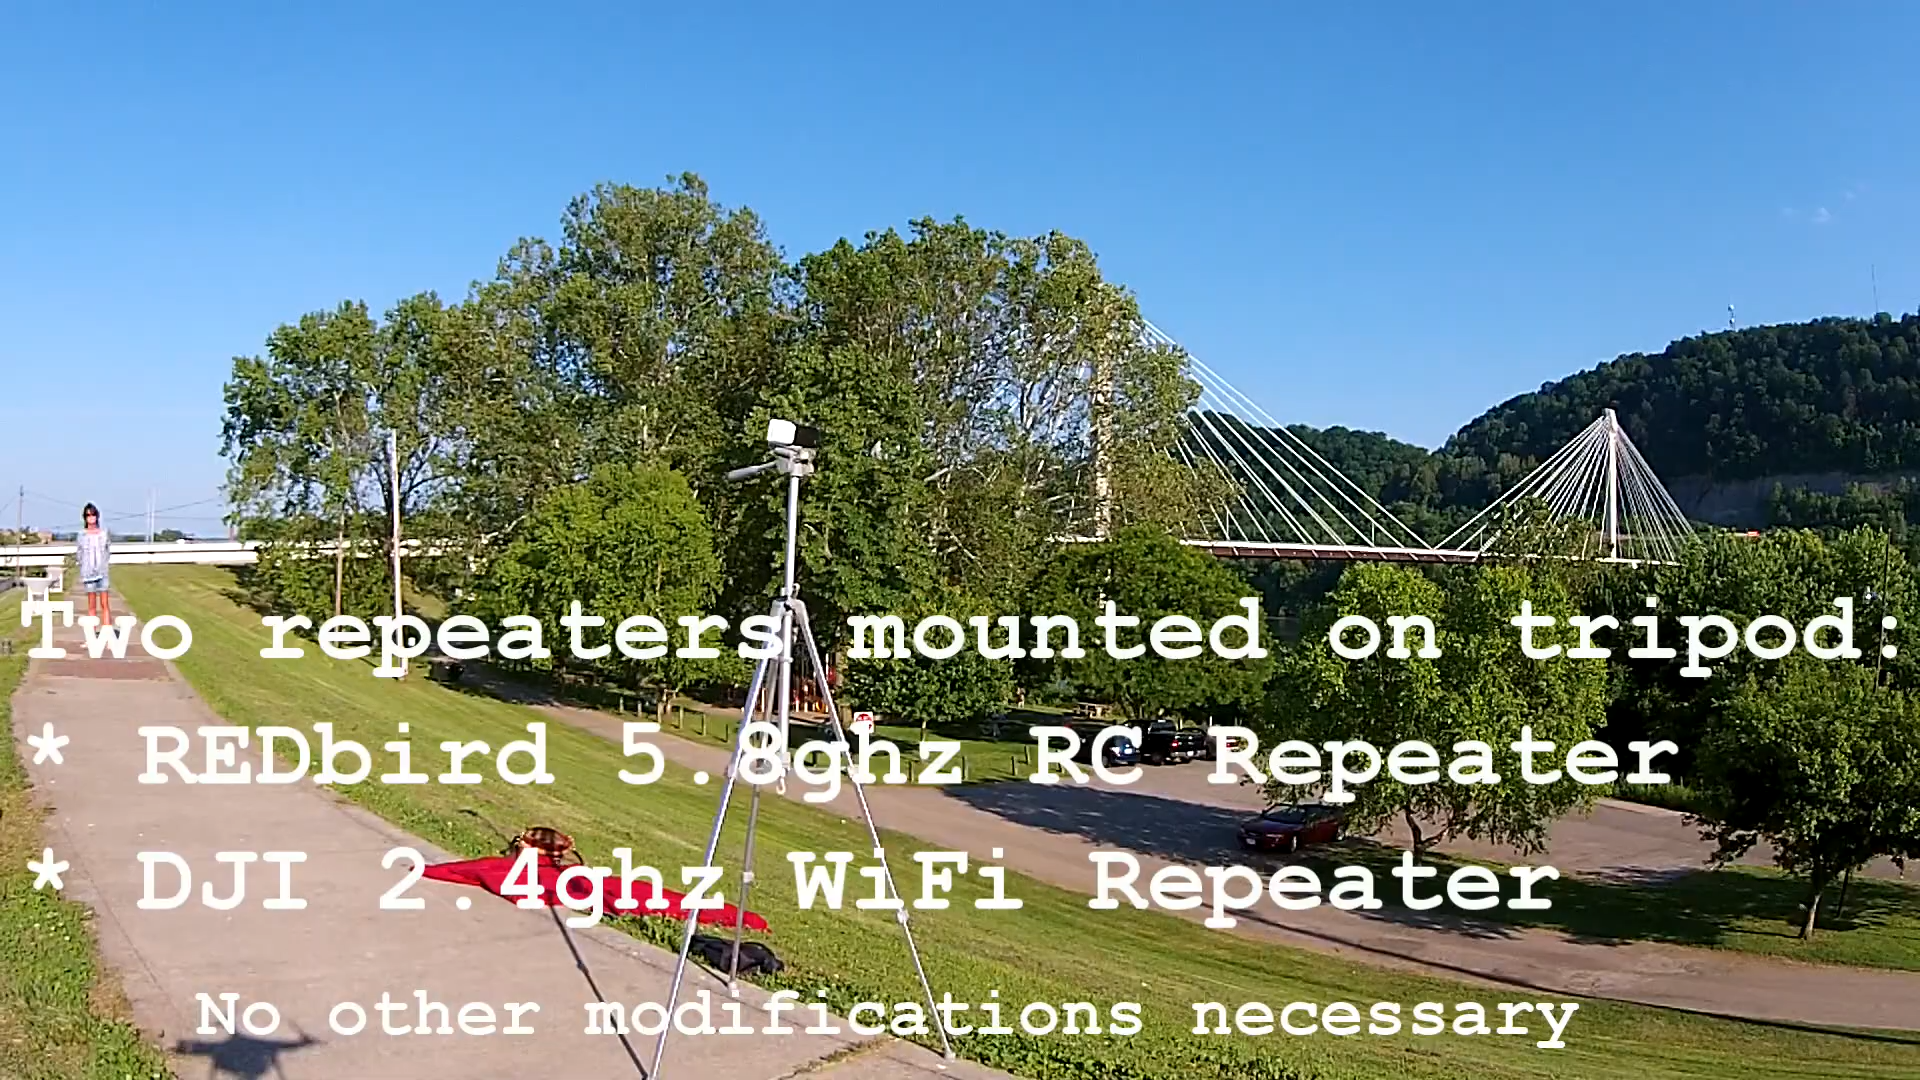 Two repeaters mounted on tripod:
* REDbird 5.8ghz RC Repeater
* DJI 2.4ghz WiFi Repeater
No other modifications necessary